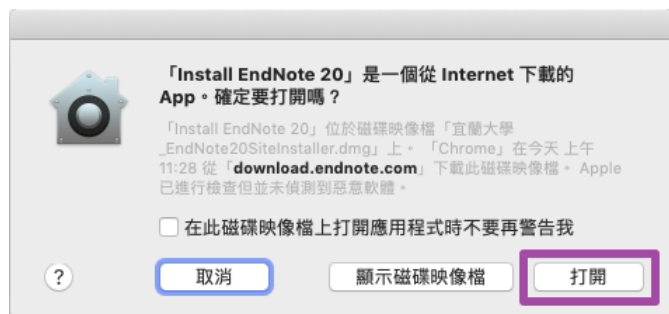 「Install EndNote 20」是一個從 Internet 下載的
App。確定要打開嗎？
「Install EndNote 20」位於磁碟映像檔「宜蘭大學
_EndNote20SiteInstaller.dmg」上。「Chrome」在今天 上午
11:28 從「download.endnote.com」下載此磁碟映像檔。 Apple
已進行檢查但並未偵測到惡意軟體。
在此磁碟映像檔上打開應用程式時不要再警告我
? 取消 顯示磁碟映像檔 打開